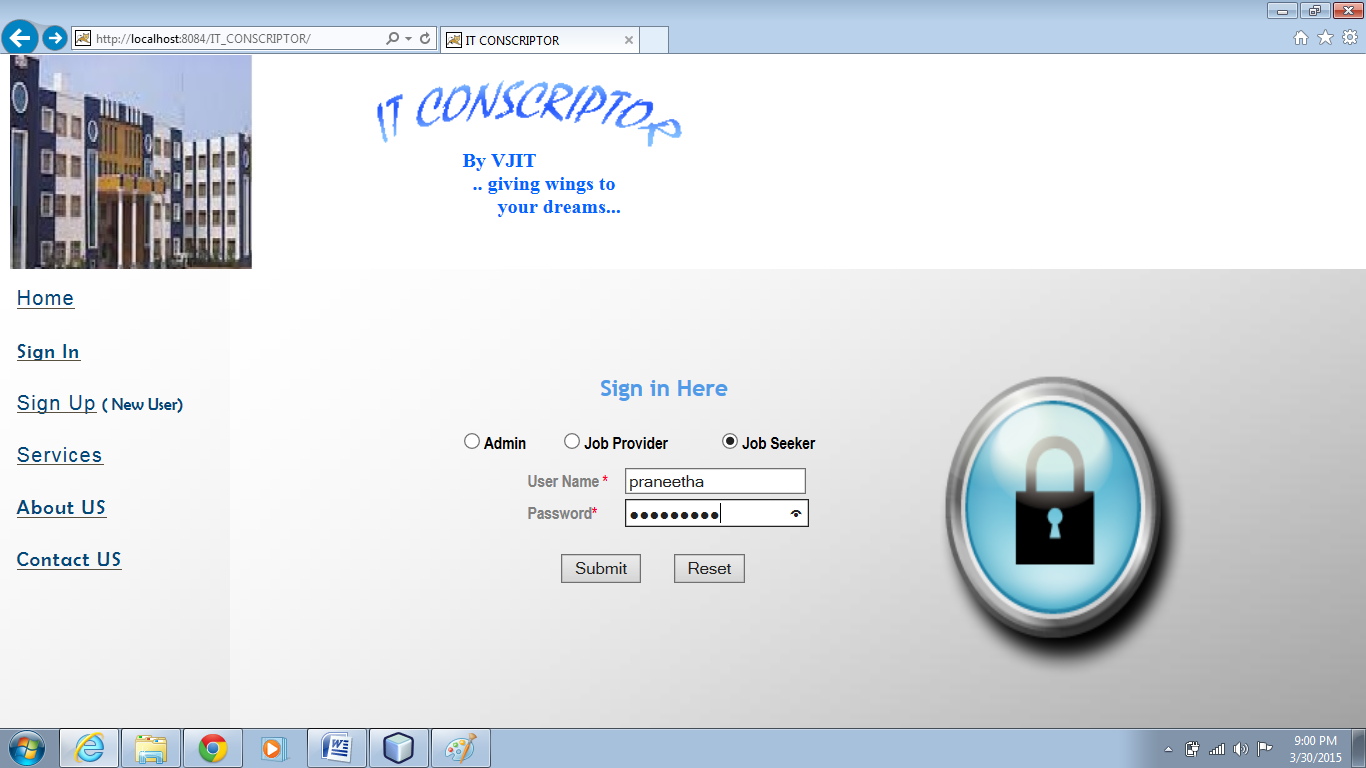 http://localhost:8084/IT_CONSCRIPTOR/
IT CONSCRIPTOR
IT CONSCRIPTOR
By VJIT
.. giving wings to
your dreams...
Home
Sign In
Sign Up ( New User)
Services
About US
Contact US
Sign in Here
Admin Job Provider Job Seeker
User Name * praneetha
Password* ●●●●●●●●●
Submit Reset
9:00 PM
3/30/2015